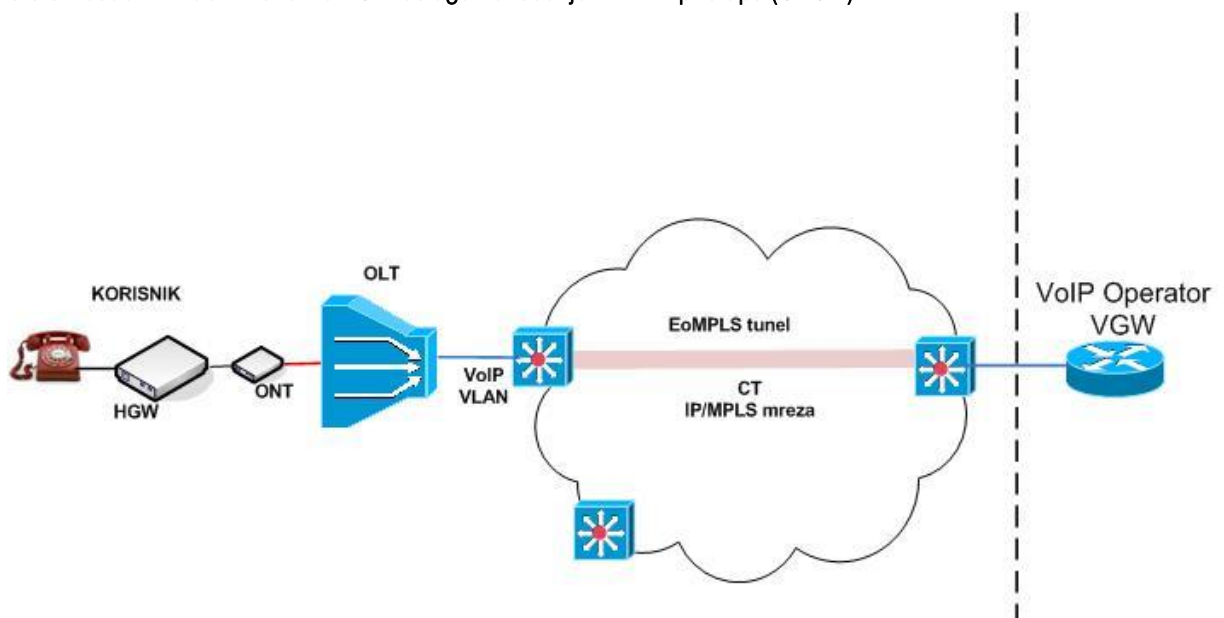 KORISNIK
HGW
ONT
OLT
VoIP
VLAN
EoMPLS tunel
CT
IP/MPLS mreza
VoIP Operator
VGW